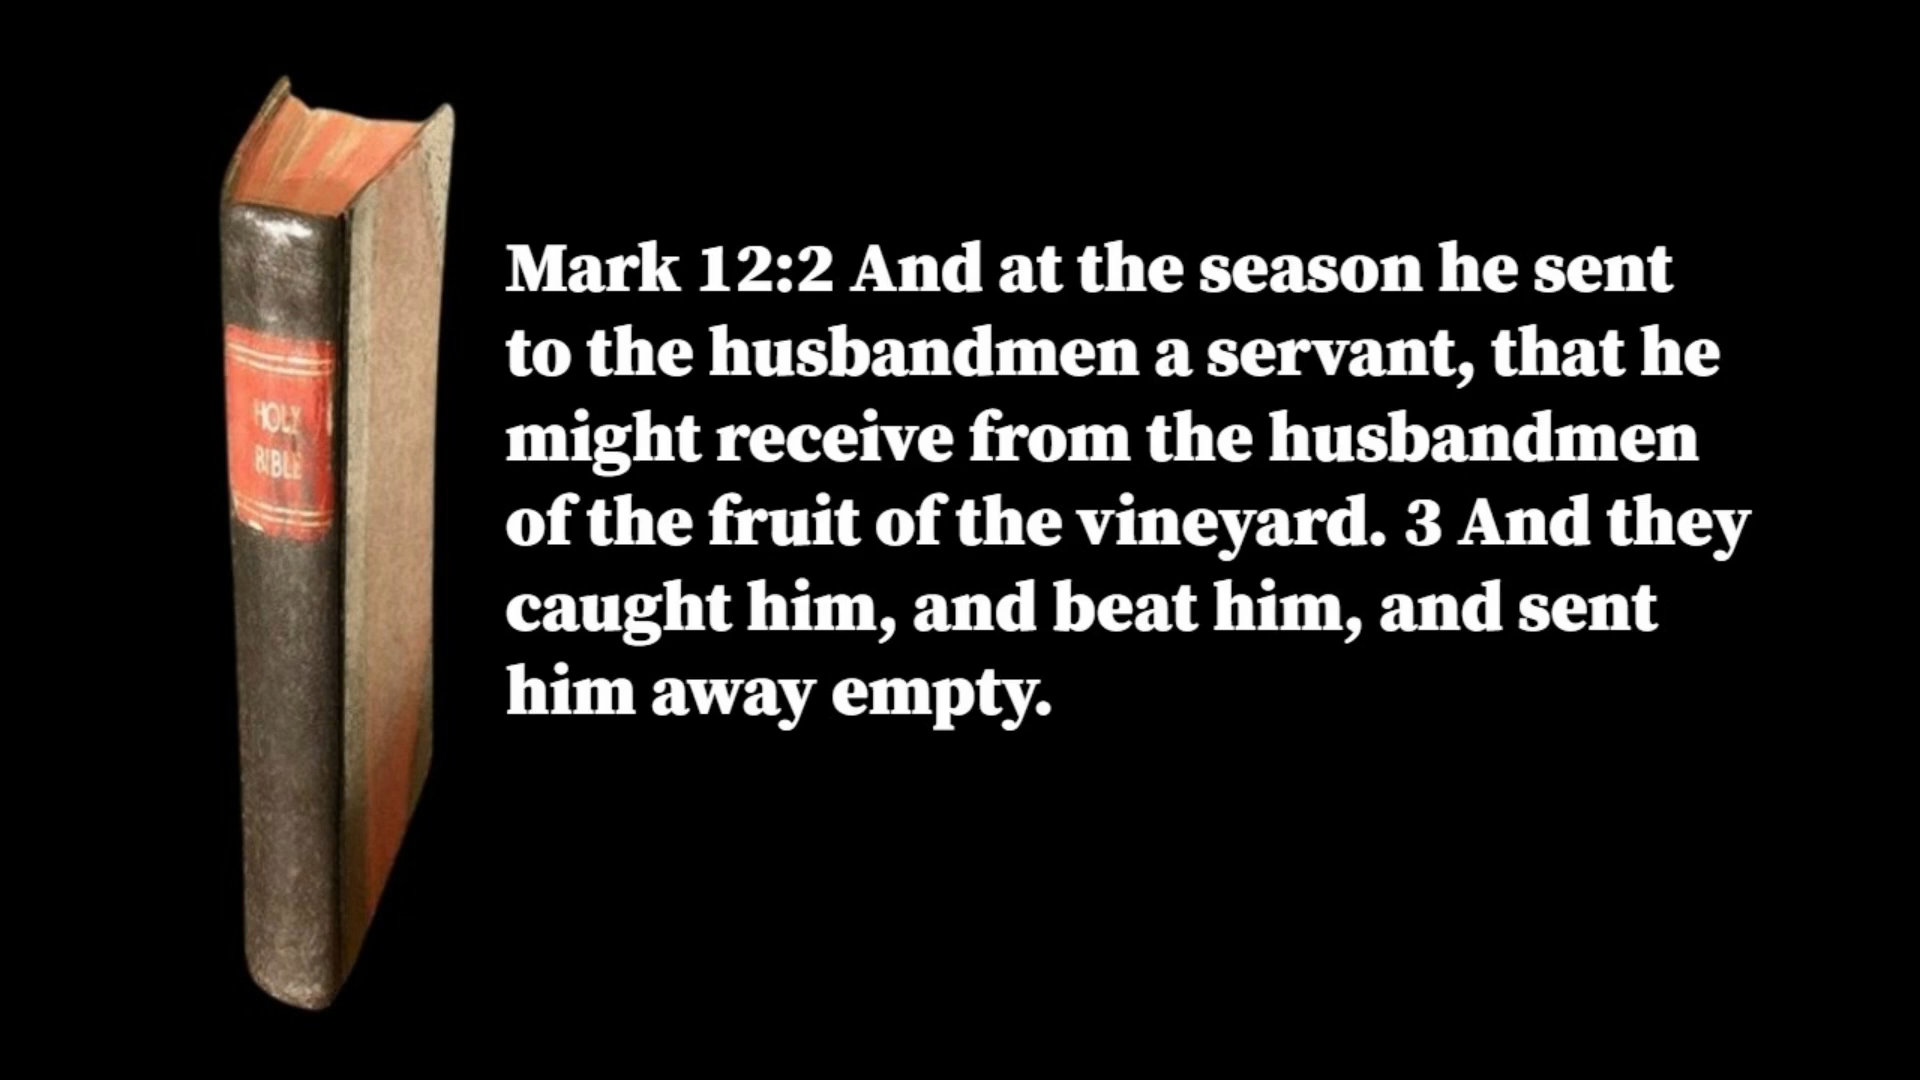 HOLY
BIBLE
Mark 12:2 And at the season he sent
to the husbandmen a servant, that he
might receive from the husbandmen
of the fruit of the vineyard. 3 And they
caught him, and beat him, and sent
him away empty.